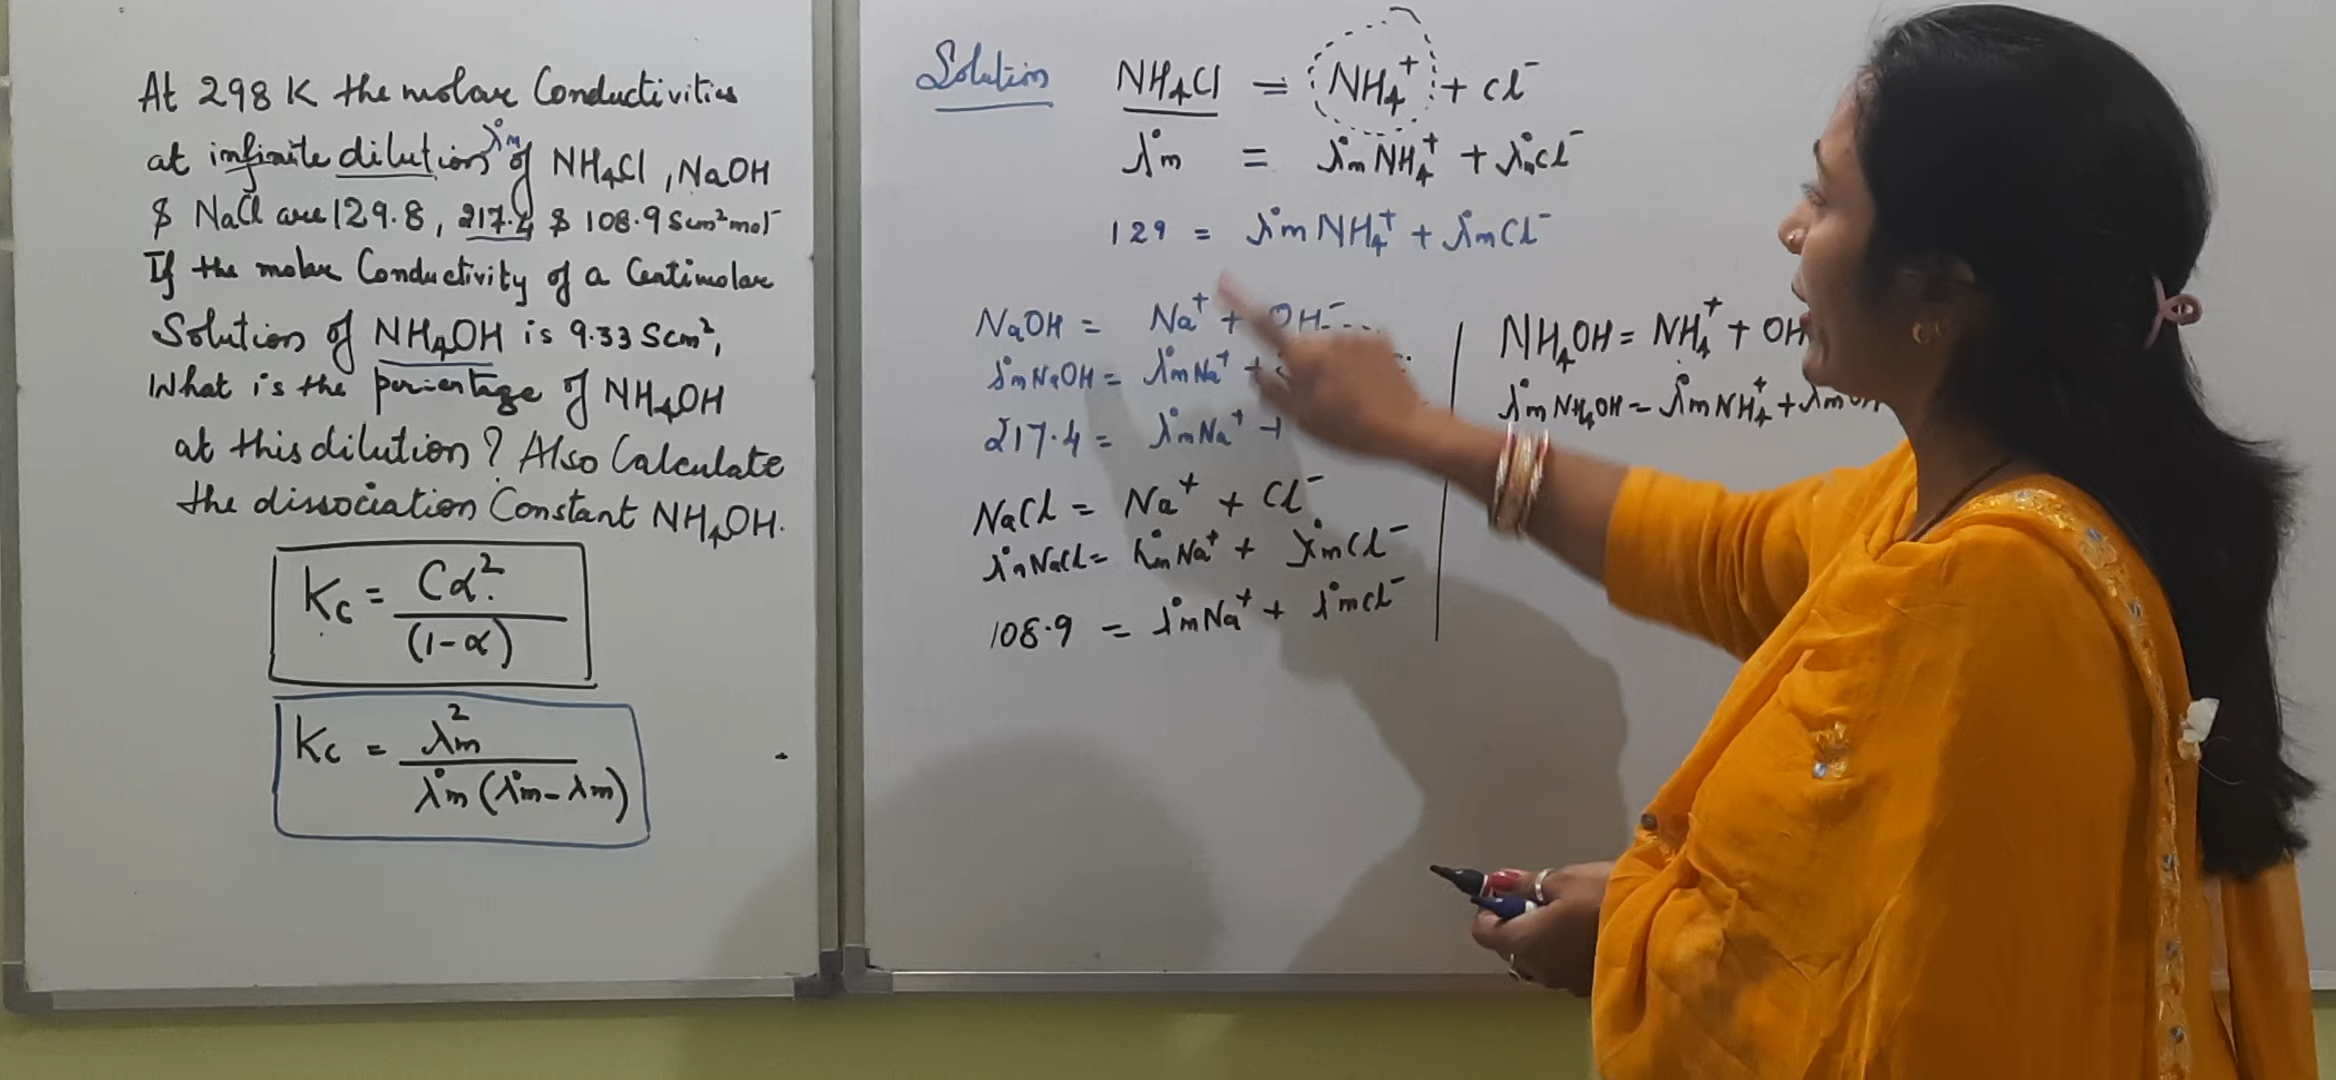 At 298 K the molar Conductivities
at infinite dilution λ°m of NH4Cl, NaOH
& NaCl are 129.8, 217.4 & 108.9 Scm² mol⁻
If the molar Conductivity of a Centimolar
Solution of NH4OH is 9.33 Scm²,
What is the percentage of NH4OH
at this dilution? Also Calculate
the dissociation Constant NH4OH.
Kc = Cα² / (1-α)
Kc = λm² / λ°m (λ°m - λm)
Solution NH4Cl = NH4⁺ + Cl⁻
λ°m = λ°m NH4⁺ + λ°m Cl⁻
129 = λ°m NH4⁺ + λ°m Cl⁻
NaOH = Na⁺ + OH⁻
λ°m NaOH = λ°m Na⁺ +
217.4 = λ°m Na⁺ +
NaCl = Na⁺ + Cl⁻
λ°m NaCl = λ°m Na⁺ + λ°m Cl⁻
108.9 = λ°m Na⁺ + λ°m Cl⁻
NH4OH = NH4⁺ + OH
λ°m NH4OH = λ°m NH4⁺ + λ°m OH